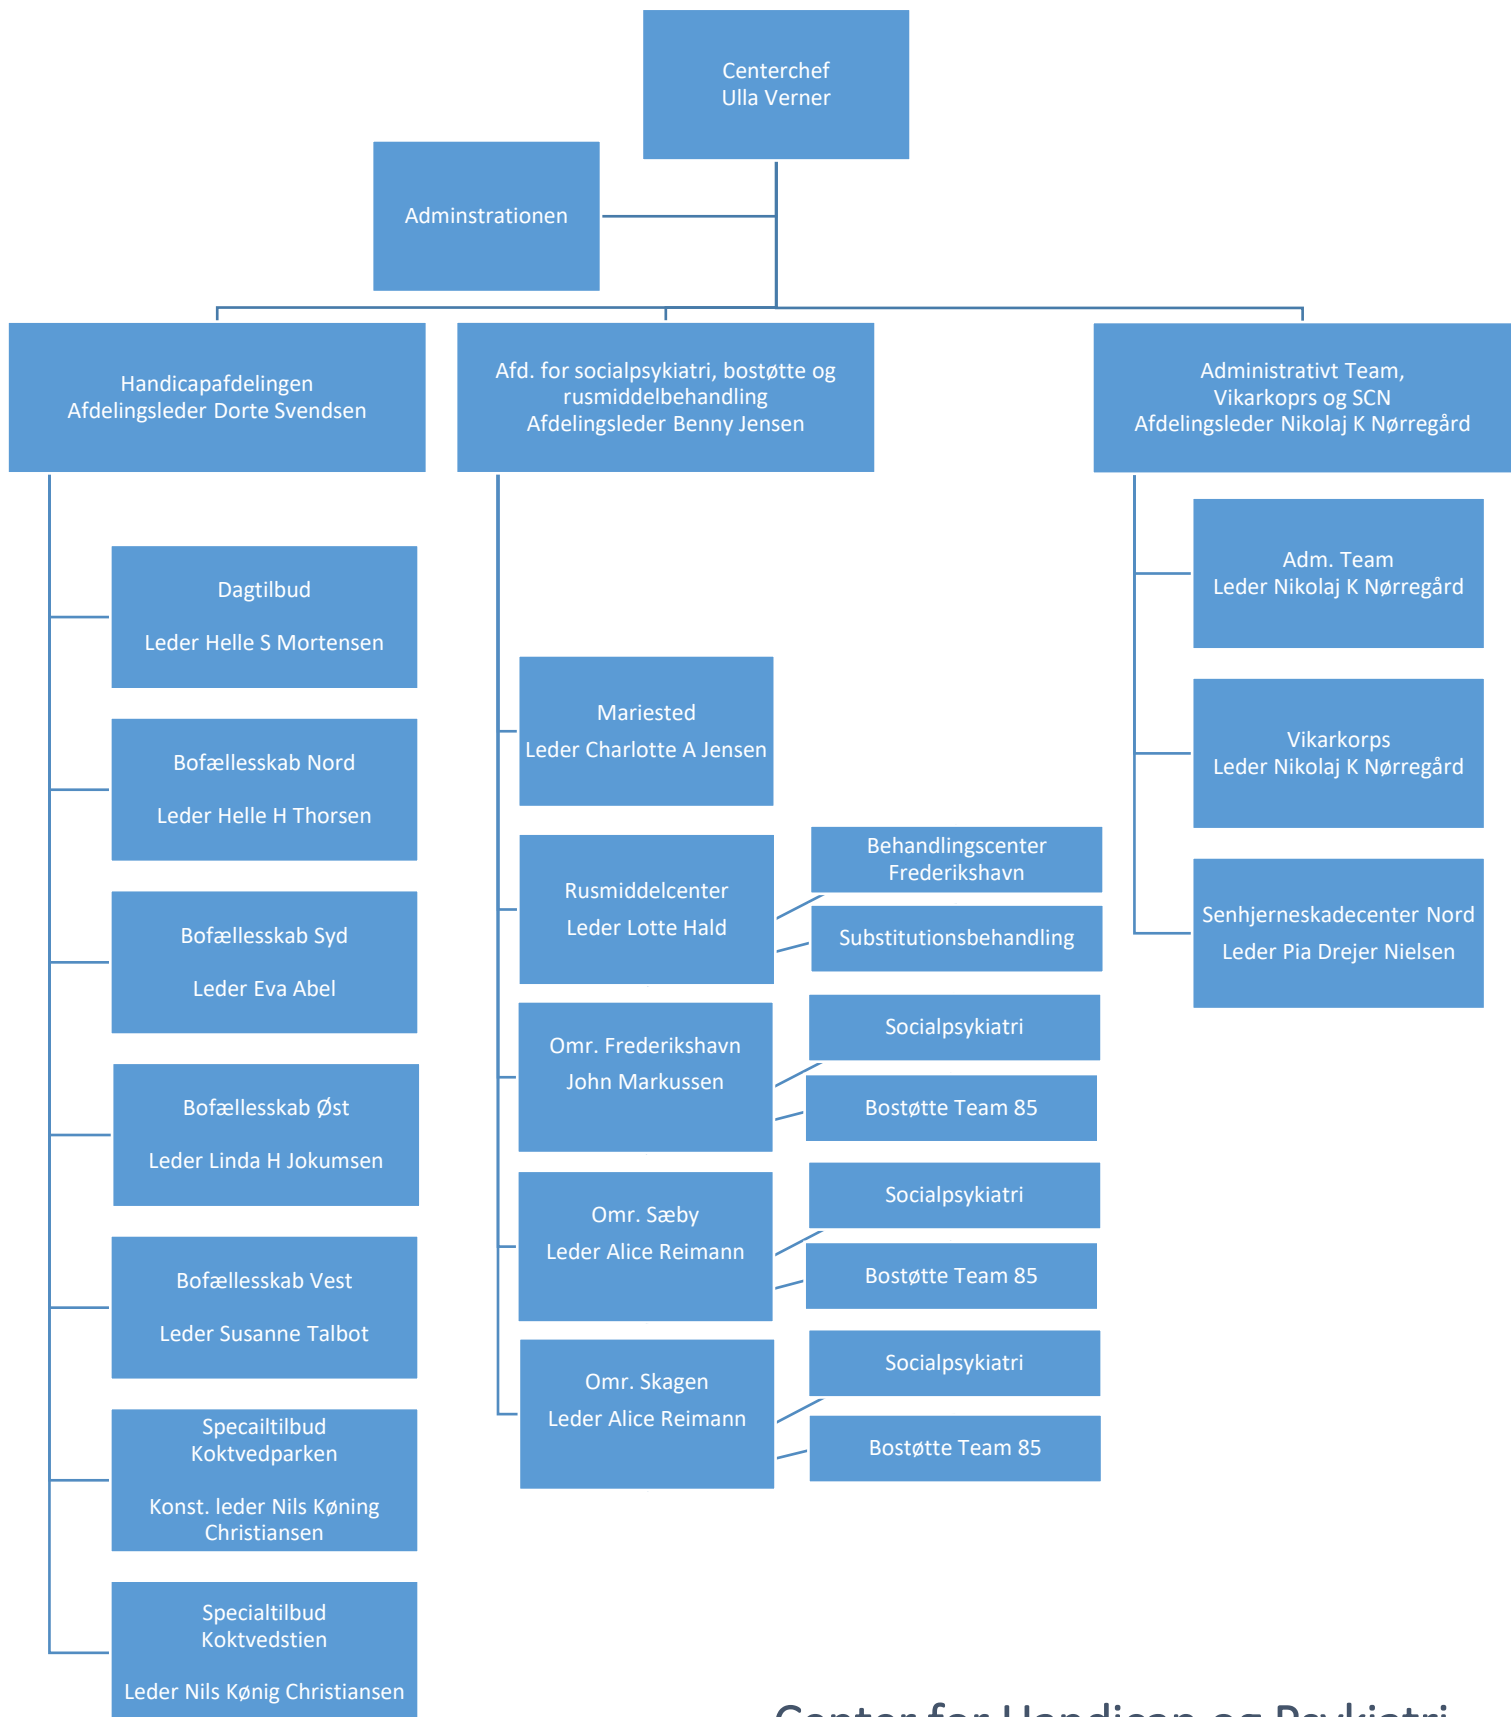 Centerchef
Ulla Verner
Adminstrationen
Handicapafdelingen
Afdelingsleder Dorte Svendsen
Afd. for socialpsykiatri, bostøtte og
rusmiddelbehandling
Afdelingsleder Benny Jensen
Administrativt Team,
Vikarkoprs og SCN
Afdelingsleder Nikolaj K Nørregård
Dagtilbud
Leder Helle S Mortensen
Bofællesskab Nord
Leder Helle H Thorsen
Bofællesskab Syd
Leder Eva Abel
Bofællesskab Øst
Leder Linda H Jokumsen
Bofællesskab Vest
Leder Susanne Talbot
Specailtilbud
Koktvedparken
Konst. leder Nils Køning
Christiansen
Specialtilbud
Koktvedstien
Leder Nils Kønig Christiansen
Mariested
Leder Charlotte A Jensen
Rusmiddelcenter
Leder Lotte Hald
Behandlingscenter
Frederikshavn
Substitutionsbehandling
Omr. Frederikshavn
John Markussen
Socialpsykiatri
Bostøtte Team 85
Omr. Sæby
Leder Alice Reimann
Socialpsykiatri
Bostøtte Team 85
Omr. Skagen
Leder Alice Reimann
Socialpsykiatri
Bostøtte Team 85
Adm. Team
Leder Nikolaj K Nørregård
Vikarkorps
Leder Nikolaj K Nørregård
Senhjerneskadecenter Nord
Leder Pia Drejer Nielsen
Center for Handicap og Psykiatri